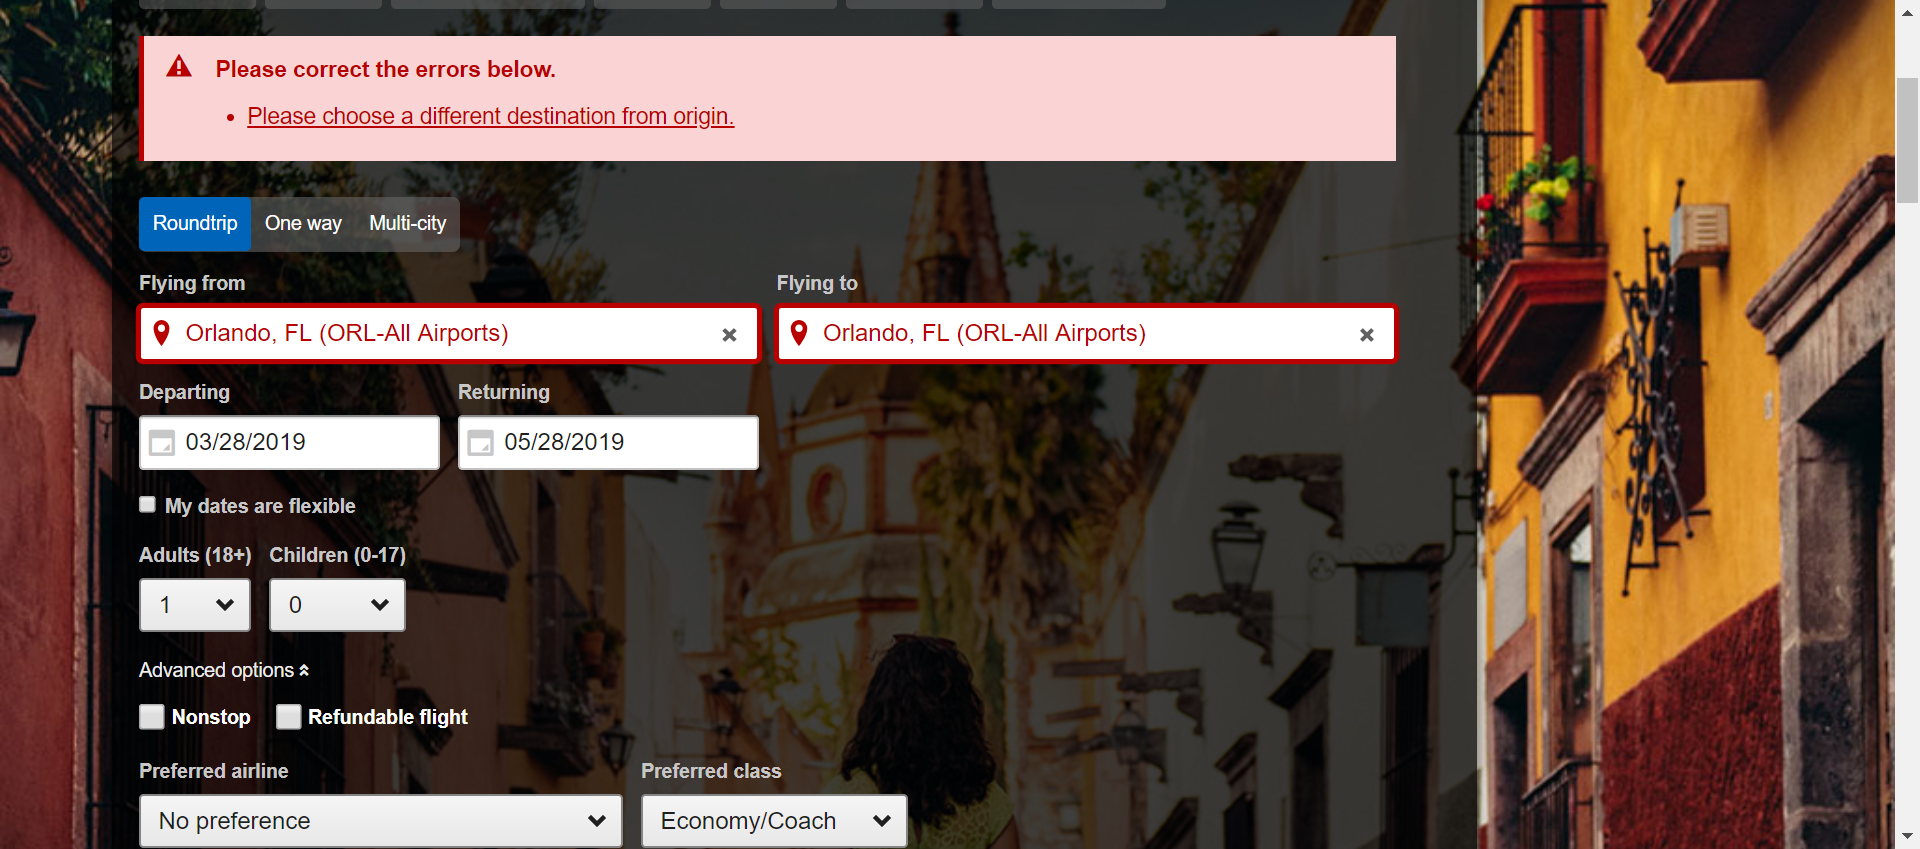 Please correct the errors below.
Please choose a different destination from origin.
Roundtrip One way Multi-city
Flying from Flying to
Orlando, FL (ORL-All Airports) Orlando, FL (ORL-All Airports)
Departing Returning
03/28/2019 05/28/2019
My dates are flexible
Adults (18+) Children (0-17)
1 0
Advanced options
Nonstop Refundable flight
Preferred airline Preferred class
No preference Economy/Coach